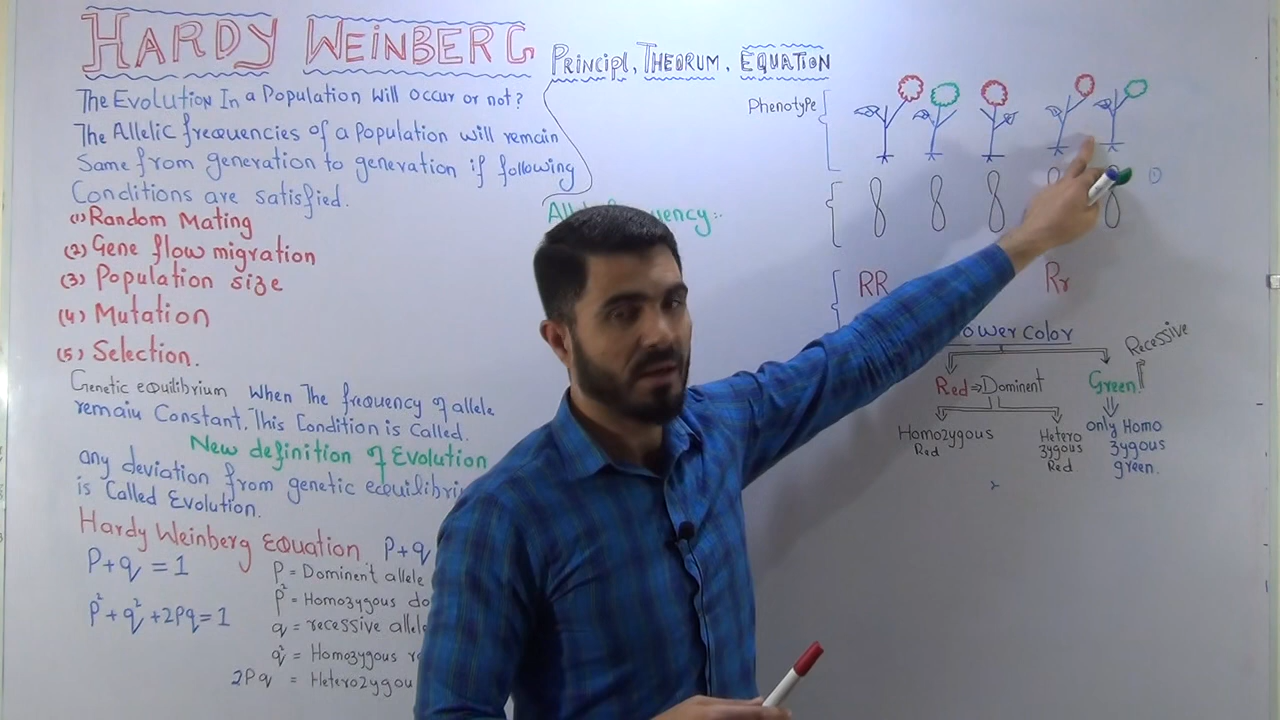 HARDY WEINBERG
PRINCIPL, THEORUM, EQUATION
The Evolution In a Population Will occur or not?
The Allelic frequencies of a Population will remain
Same from generation to generation if following
Conditions are satisfied.
(1) Random Mating
(2) Gene flow migration
(3) Population size
(4) Mutation
(5) Selection.
Genetic equilibrium When The frequency of allele
remain Constant. This Condition is Called.
New definition of Evolution
any deviation from genetic
is Called Evolution.
Hardy Weinberg Equation P+q
P+q = 1
P²+q²+2Pq=1
P = Dominent allele
P² = Homozygous
q = recessive
q² = Homozygous
2Pq =
Phenotype
RR
Rr
Color
Red ⇒ Dominent
Green
Recessive
Homozygous
Red
Hetero
zygous
Red
only Homo
zygous
green.